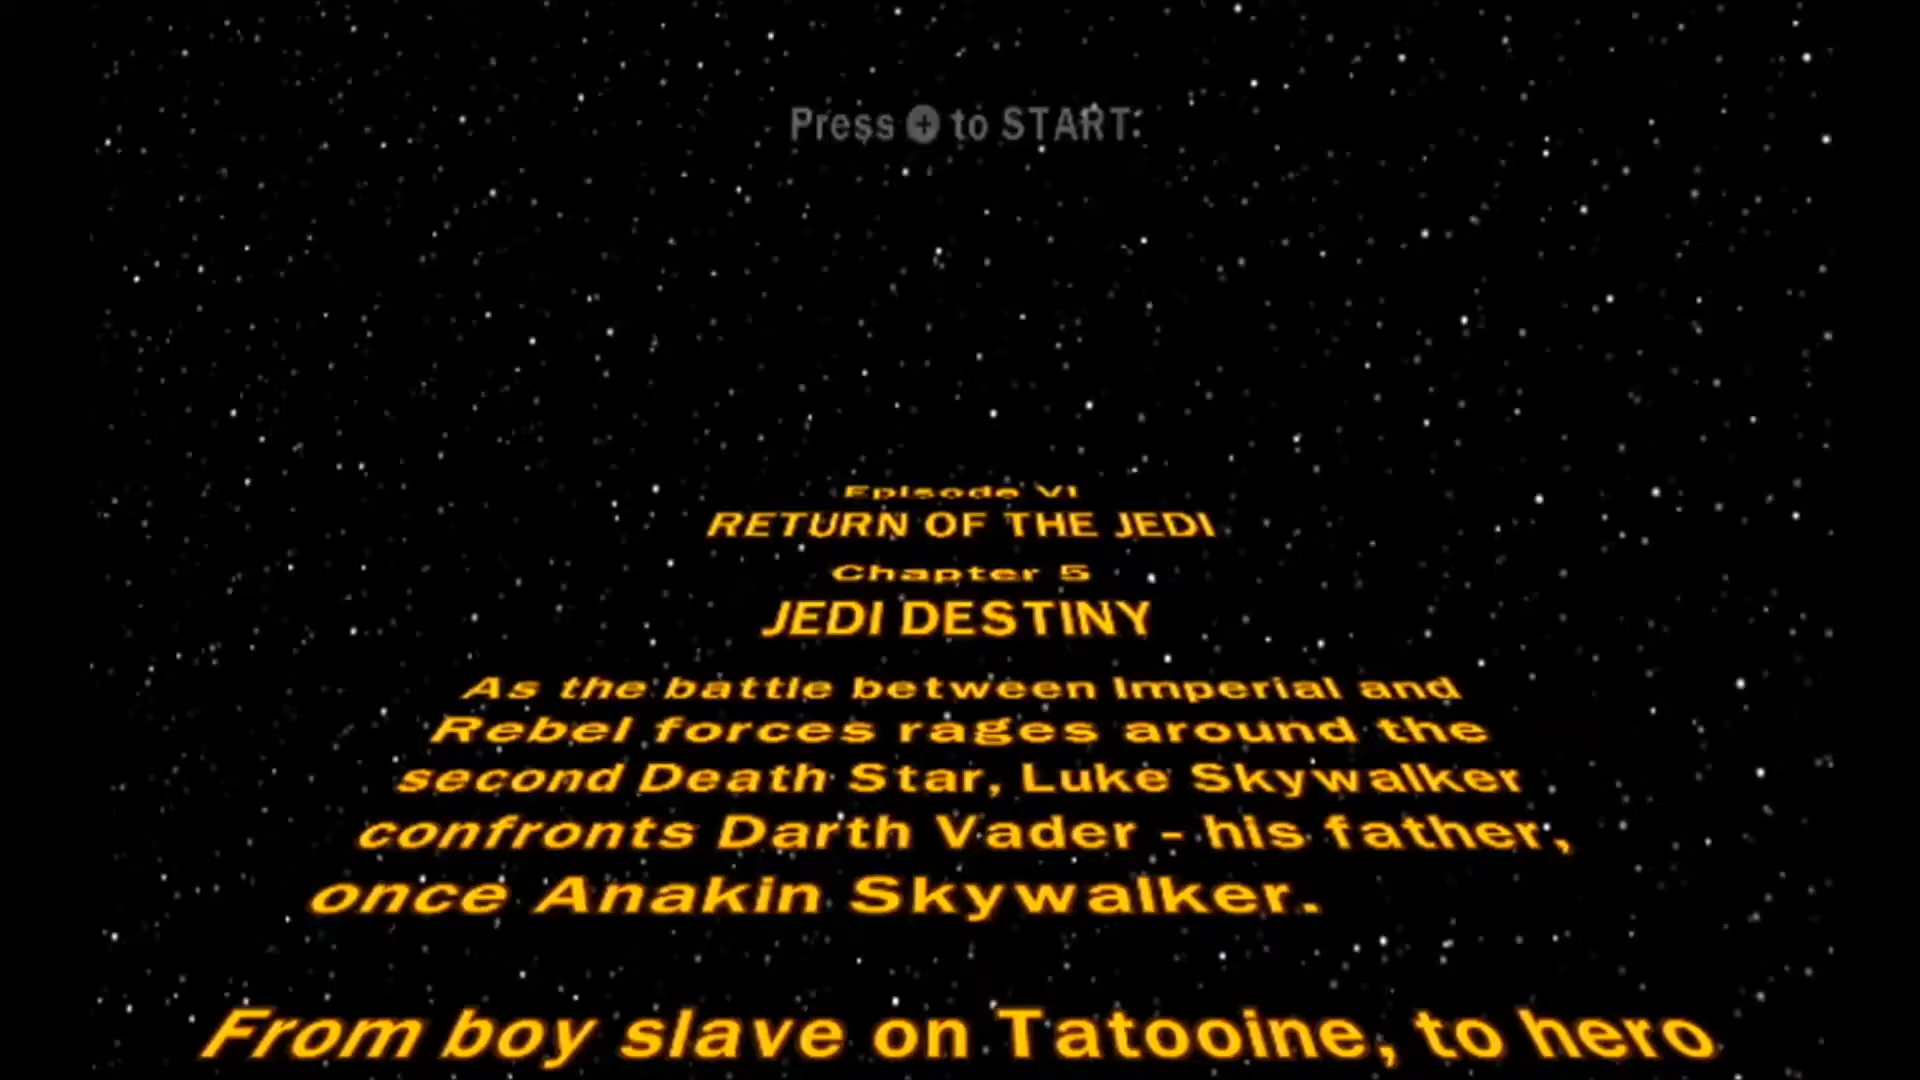 Press + to START.
Episode VI
RETURN OF THE JEDI
Chapter 5
JEDI DESTINY
As the battle between Imperial and
Rebel forces rages around the
second Death Star, Luke Skywalker
confronts Darth Vader - his father,
once Anakin Skywalker.
From boy slave on Tatooine, to hero